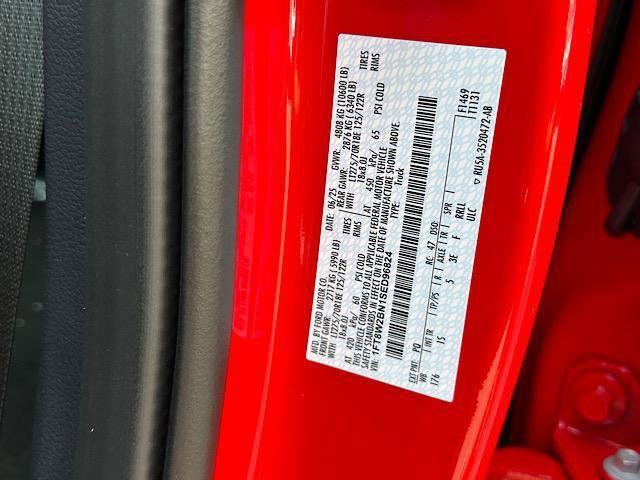 MFD. BY FORD MOTOR CO.
DATE: 06/25 GVWR: 4808 KG (10600 LB)
FRONT GAWR: 2717 KG (5990 LB) REAR GAWR: 2876 KG (6340 LB)
WITH LT275/70R18E 125/122R TIRES WITH LT275/70R18E 125/122R TIRES
18x8.0J RIMS 18x8.0J RIMS
AT 420 kPa/ 60 PSI COLD AT 450 kPa/ 65 PSI COLD
THIS VEHICLE CONFORMS TO ALL APPLICABLE FEDERAL MOTOR VEHICLE
SAFETY STANDARDS IN EFFECT ON THE DATE OF MANUFACTURE SHOWN ABOVE.
VIN: 1FT8W2BN1SED96824 TYPE: Truck
F1469
T1131
EXT PNT: PQ RC: 47 DSO:
WB INT TR TP/PS R AXLE TR SPR
176 15 5 3E F RRLL
ULC ▽ RU5A-3520472-AB